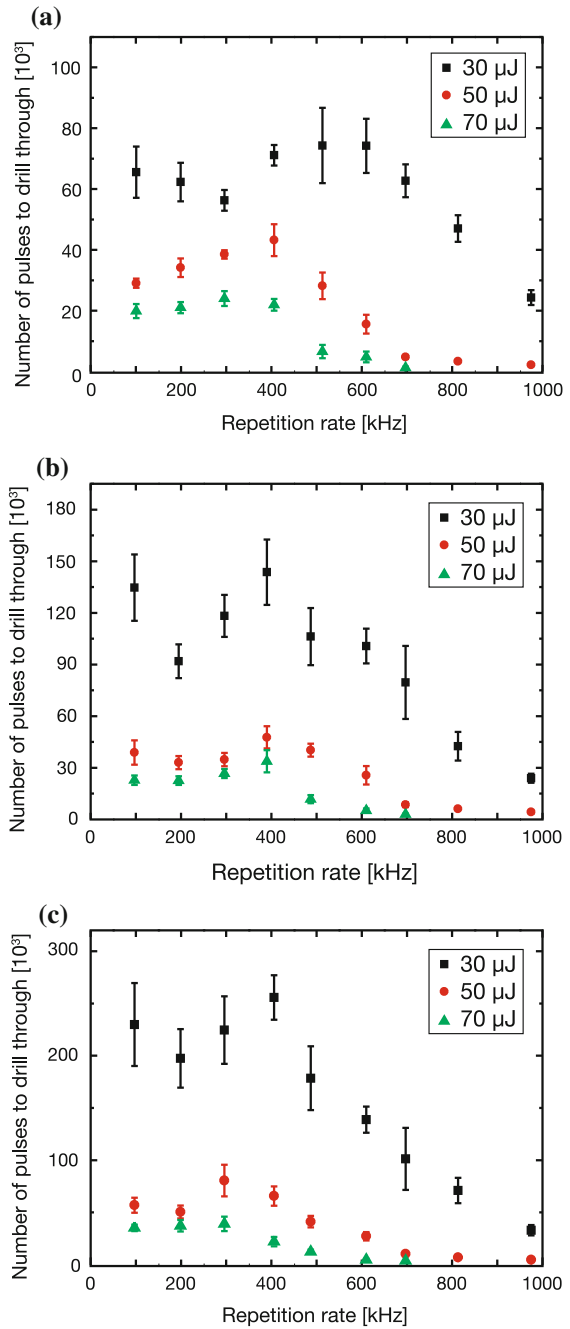 (a)
Number of pulses to drill through [10³]
100
80
60
40
20
0
30 µJ
50 µJ
70 µJ
0 200 400 600 800 1000
Repetition rate [kHz]
(b)
Number of pulses to drill through [10³]
180
150
120
90
60
30
0
30 µJ
50 µJ
70 µJ
0 200 400 600 800 1000
Repetition rate [kHz]
(c)
Number of pulses to drill through [10³]
300
200
100
0
30 µJ
50 µJ
70 µJ
0 200 400 600 800 1000
Repetition rate [kHz]